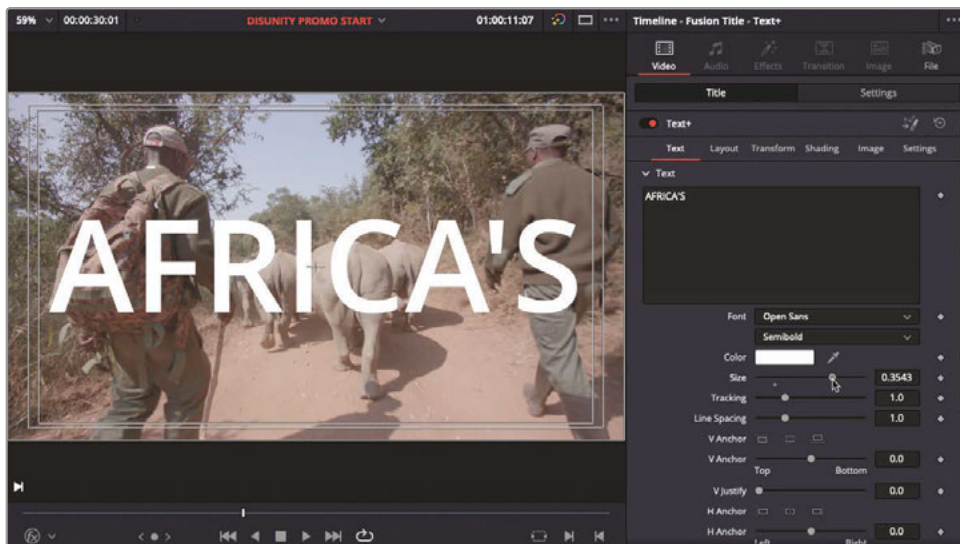 59% 00:00:30:01 DISUNITY PROMO START 01:00:11:07 Timeline - Fusion Title - Text+
Video Audio Effects Transition Image File
Title Settings
Text+
Text Layout Transform Shading Image Settings
Text
AFRICA'S
AFRICA'S
Font Open Sans
Semibold
Color
Size 0.3543
Tracking 1.0
Line Spacing 1.0
V Anchor
V Anchor 0.0
Top Bottom
V Justify 0.0
H Anchor
H Anchor 0.0
Left Right